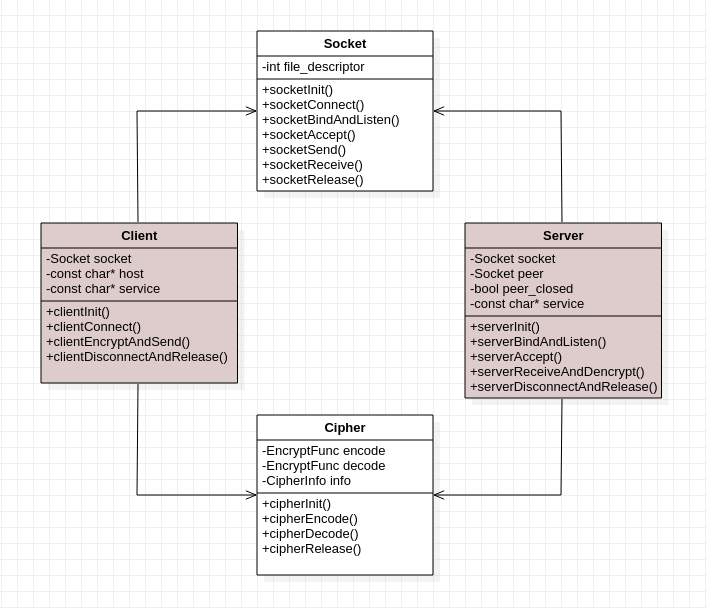 Socket
-int file_descriptor
+socketInit()
+socketConnect()
+socketBindAndListen()
+socketAccept()
+socketSend()
+socketReceive()
+socketRelease()
Client
-Socket socket
-const char* host
-const char* service
+clientInit()
+clientConnect()
+clientEncryptAndSend()
+clientDisconnectAndRelease()
Server
-Socket socket
-Socket peer
-bool peer_closed
-const char* service
+serverInit()
+serverBindAndListen()
+serverAccept()
+serverReceiveAndDencrypt()
+serverDisconnectAndRelease()
Cipher
-EncryptFunc encode
-EncryptFunc decode
-CipherInfo info
+cipherInit()
+cipherEncode()
+cipherDecode()
+cipherRelease()